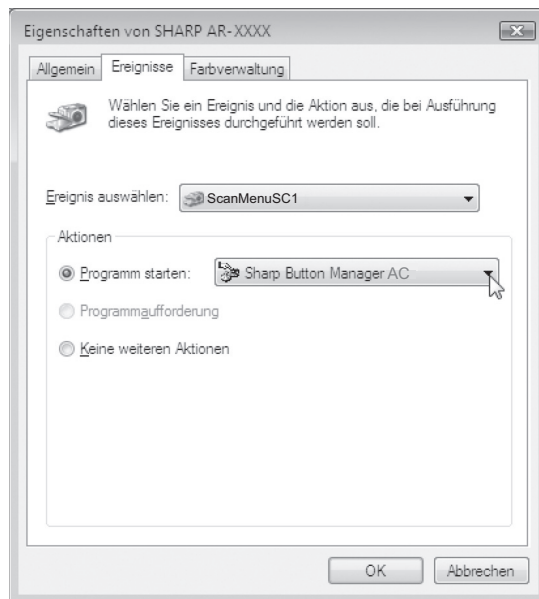 Eigenschaften von SHARP AR-XXXX
Allgemein Ereignisse Farbverwaltung
Wählen Sie ein Ereignis und die Aktion aus, die bei Ausführung
dieses Ereignisses durchgeführt werden soll.
Ereignis auswählen: ScanMenuSC1
Aktionen
Programm starten: Sharp Button Manager AC
Programmaufforderung
Keine weiteren Aktionen
OK Abbrechen